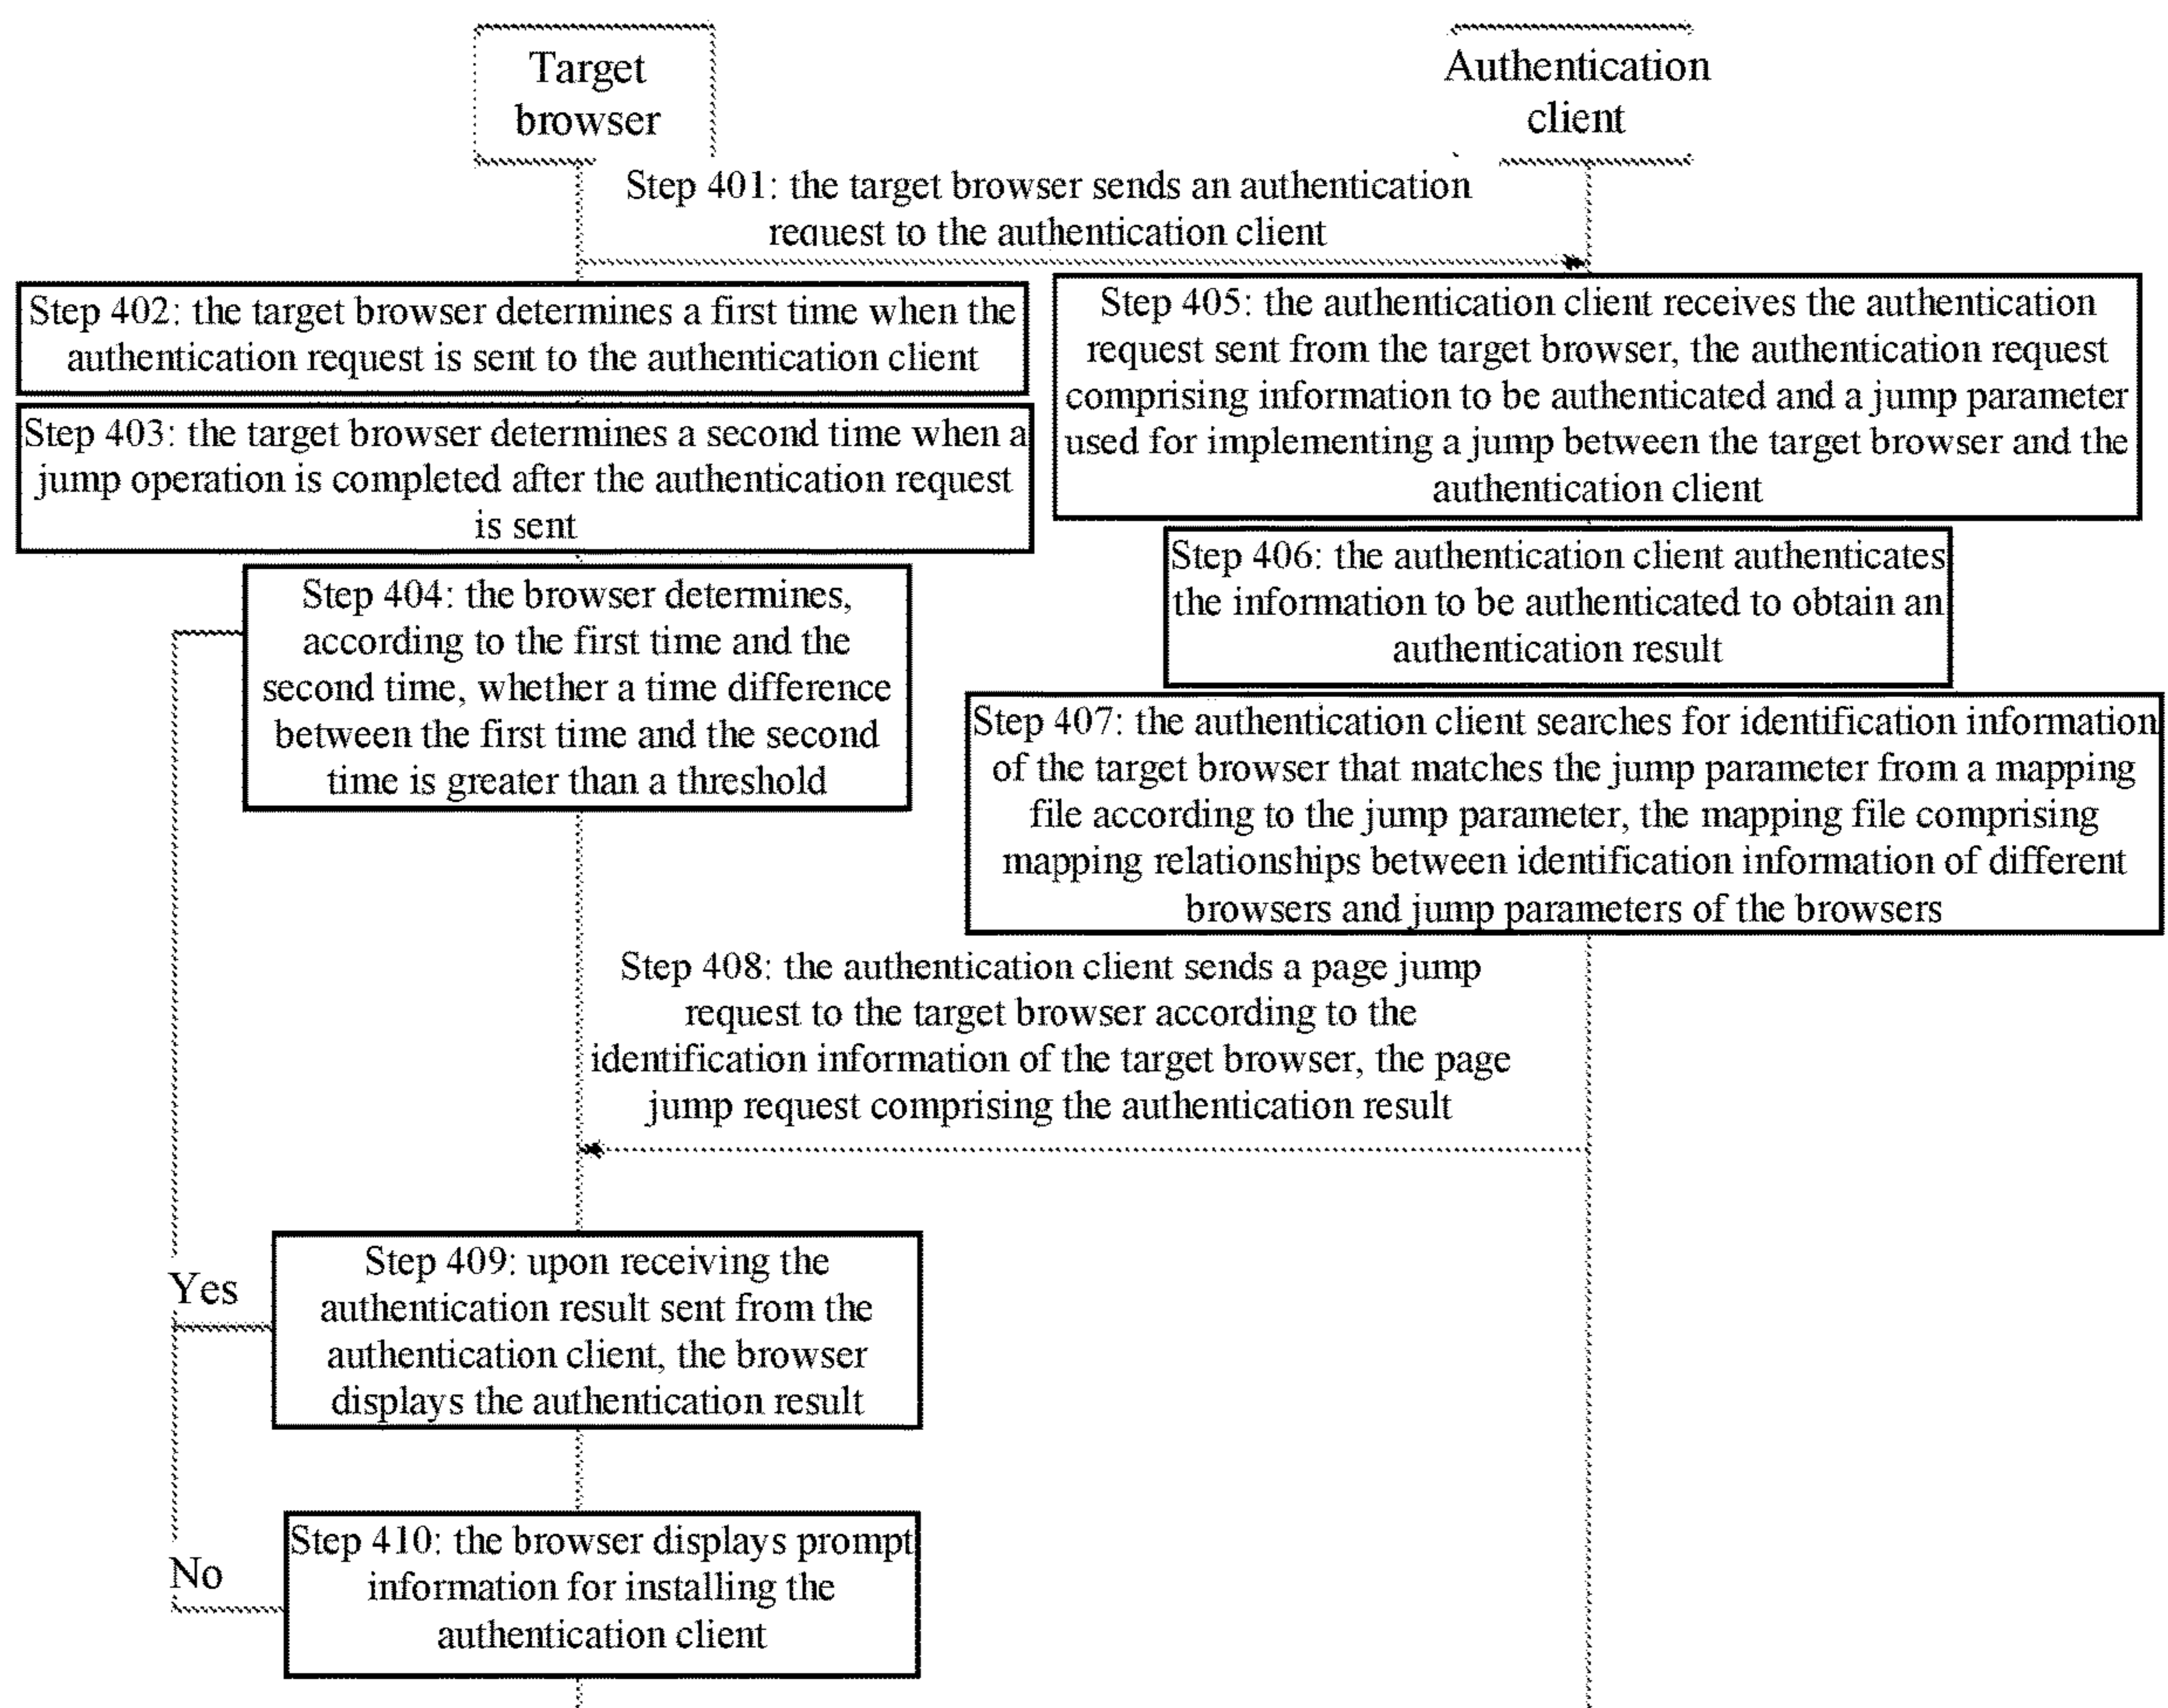 Target
browser
Authentication
client
Step 401: the target browser sends an authentication
request to the authentication client
Step 402: the target browser determines a first time when the
authentication request is sent to the authentication client
Step 403: the target browser determines a second time when a
jump operation is completed after the authentication request
is sent
Step 404: the browser determines,
according to the first time and the
second time, whether a time difference
between the first time and the second
time is greater than a threshold
Step 405: the authentication client receives the authentication
request sent from the target browser, the authentication request
comprising information to be authenticated and a jump parameter
used for implementing a jump between the target browser and the
authentication client
Step 406: the authentication client authenticates
the information to be authenticated to obtain an
authentication result
Step 407: the authentication client searches for identification information
of the target browser that matches the jump parameter from a mapping
file according to the jump parameter, the mapping file comprising
mapping relationships between identification information of different
browsers and jump parameters of the browsers
Step 408: the authentication client sends a page jump
request to the target browser according to the
identification information of the target browser, the page
jump request comprising the authentication result
Yes
Step 409: upon receiving the
authentication result sent from the
authentication client, the browser
displays the authentication result
No
Step 410: the browser displays prompt
information for installing the
authentication client